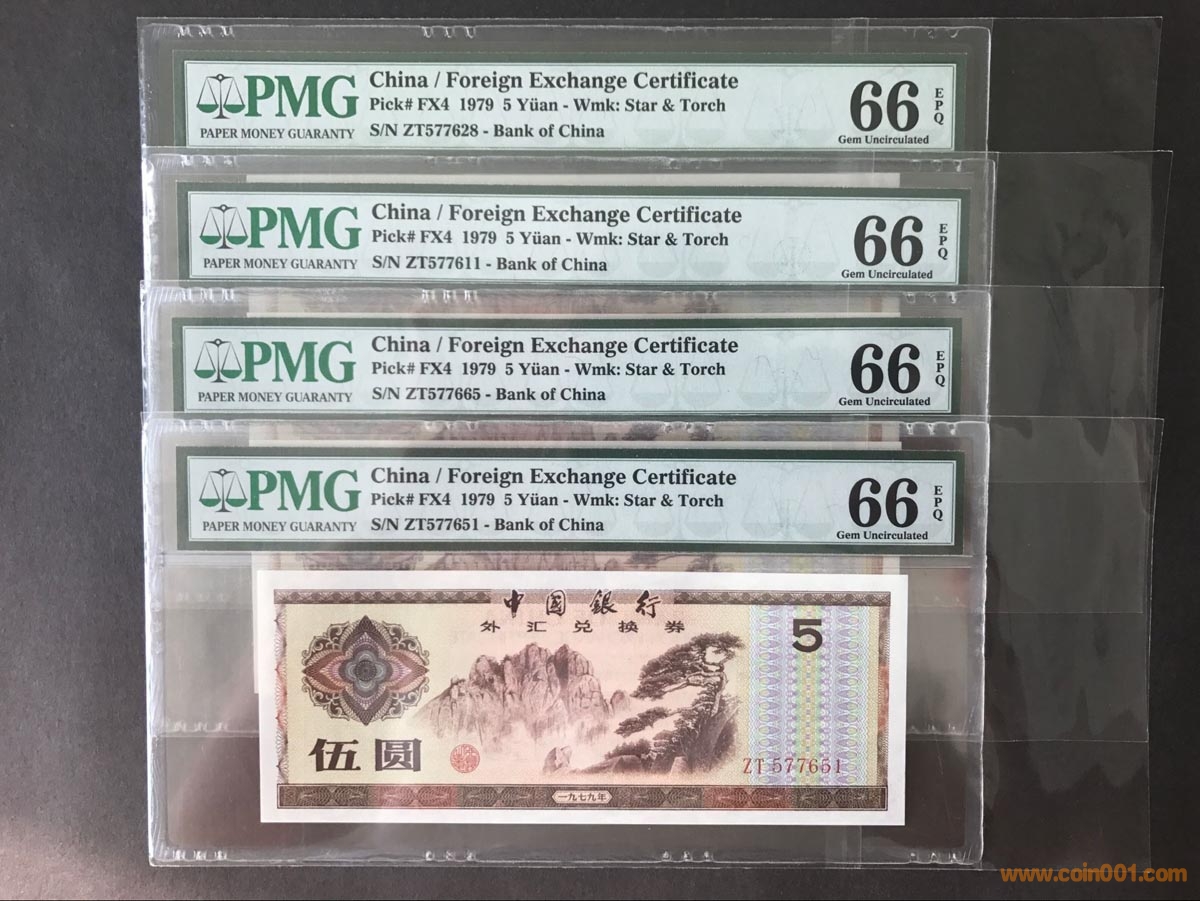 PMG
PAPER MONEY GUARANTY
China / Foreign Exchange Certificate
Pick# FX4 1979 5 Yüan - Wmk: Star & Torch
S/N ZT577628 - Bank of China
66
EPQ
Gem Uncirculated
PMG
PAPER MONEY GUARANTY
China / Foreign Exchange Certificate
Pick# FX4 1979 5 Yüan - Wmk: Star & Torch
S/N ZT577611 - Bank of China
66
EPQ
Gem Uncirculated
PMG
PAPER MONEY GUARANTY
China / Foreign Exchange Certificate
Pick# FX4 1979 5 Yüan - Wmk: Star & Torch
S/N ZT577665 - Bank of China
66
EPQ
Gem Uncirculated
PMG
PAPER MONEY GUARANTY
China / Foreign Exchange Certificate
Pick# FX4 1979 5 Yüan - Wmk: Star & Torch
S/N ZT577651 - Bank of China
66
EPQ
Gem Uncirculated
中國銀行
外汇兑换券
5
伍圆
ZT 577651
一九七九年
www.coin001.com